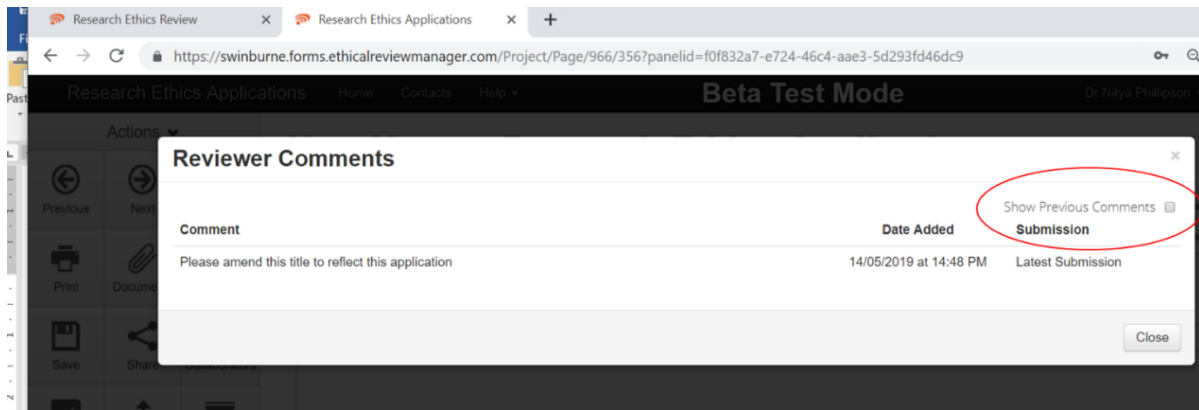 Research Ethics Review
Research Ethics Applications
https://swinburne.forms.ethicalreviewmanager.com/Project/Page/966/356?panelid=f0f832a7-e724-46c4-aae3-5d293fd46dc9
Past
Research Ethics Applications Home Contacts Help Beta Test Mode Dr Nitya Phillipson
Actions
Reviewer Comments ×
Previous Next
Show Previous Comments
Comment Date Added Submission
Please amend this title to reflect this application 14/05/2019 at 14:48 PM Latest Submission
Print Docume
Close
Save Share